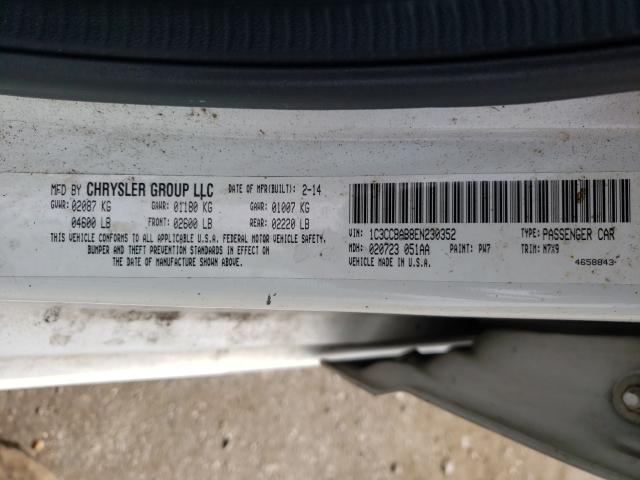 MFD BY CHRYSLER GROUP LLC DATE OF MFR(BUILT): 2-14
GVWR: 02087 KG GAWR: 01180 KG GAWR: 01007 KG
04600 LB FRONT: 02600 LB REAR: 02220 LB
THIS VEHICLE CONFORMS TO ALL APPLICABLE U.S.A. FEDERAL MOTOR VEHICLE SAFETY,
BUMPER AND THEFT PREVENTION STANDARDS IN EFFECT ON
THE DATE OF MANUFACTURE SHOWN ABOVE.
VIN: 1C3CCBAB8EN230352 TYPE: PASSENGER CAR
MDH: 020723 051AA PAINT: PW7 TRIM: N7X9
VEHICLE MADE IN U.S.A. 4658843